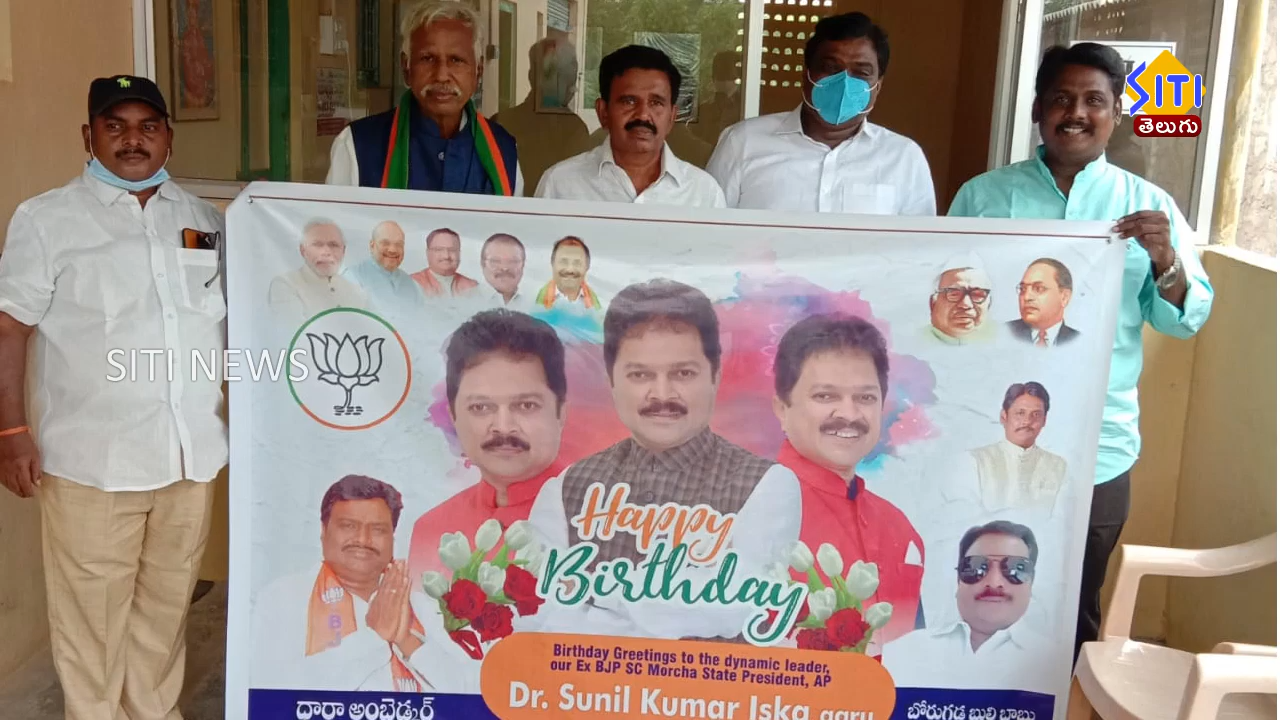 SITI
తెలుగు
SITI NEWS
Happy
Birthday
Birthday Greetings to the dynamic leader,
our Ex BJP SC Morcha State President, AP
Dr. Sunil Kumar Iska garu
దారా అంబెడ్కర్
బోరుగడ్డ బుల్లి బాబు